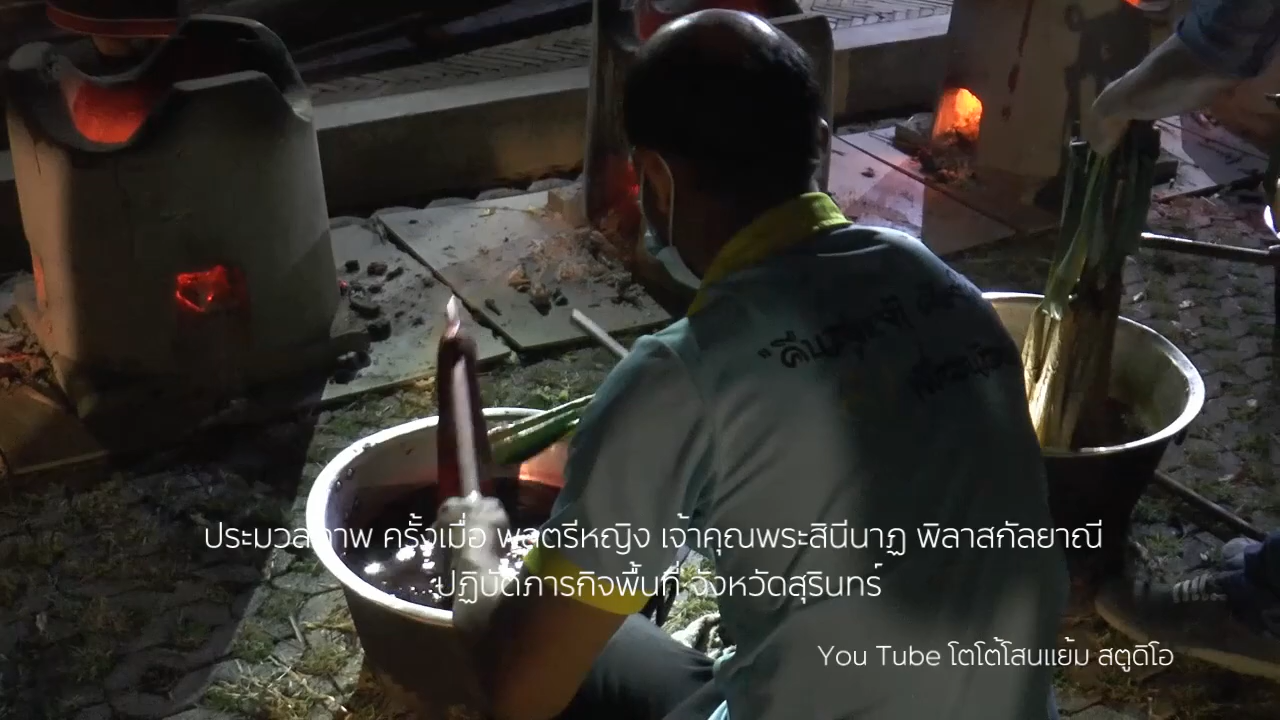 "คืน
ประมวลภาพ ครั้งเมื่อ พลตรีหญิง เจ้าคุณพระสินีนาฏ พิลาสกัลยาณี
ปฏิบัติภารกิจพื้นที่ จังหวัดสุรินทร์
You Tube โตโต้โสนแย้ม สตูดิโอ